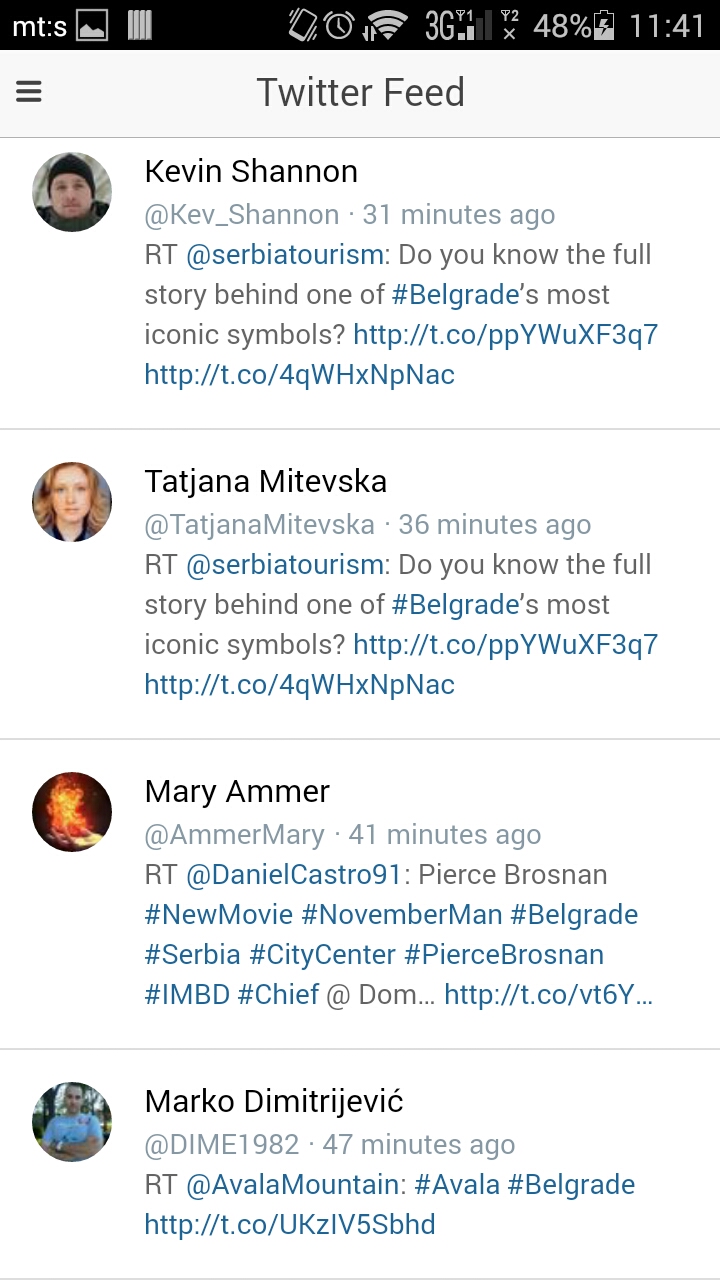 mt:s 3G 48% 11:41
Twitter Feed
Kevin Shannon
@Kev_Shannon · 31 minutes ago
RT @serbiatourism: Do you know the full
story behind one of #Belgrade's most
iconic symbols? http://t.co/ppYWuXF3q7
http://t.co/4qWHxNpNac
Tatjana Mitevska
@TatjanaMitevska · 36 minutes ago
RT @serbiatourism: Do you know the full
story behind one of #Belgrade's most
iconic symbols? http://t.co/ppYWuXF3q7
http://t.co/4qWHxNpNac
Mary Ammer
@AmmerMary · 41 minutes ago
RT @DanielCastro91: Pierce Brosnan
#NewMovie #NovemberMan #Belgrade
#Serbia #CityCenter #PierceBrosnan
#IMBD #Chief @ Dom… http://t.co/vt6Y…
Marko Dimitrijević
@DIME1982 · 47 minutes ago
RT @AvalaMountain: #Avala #Belgrade
http://t.co/UKzIV5Sbhd